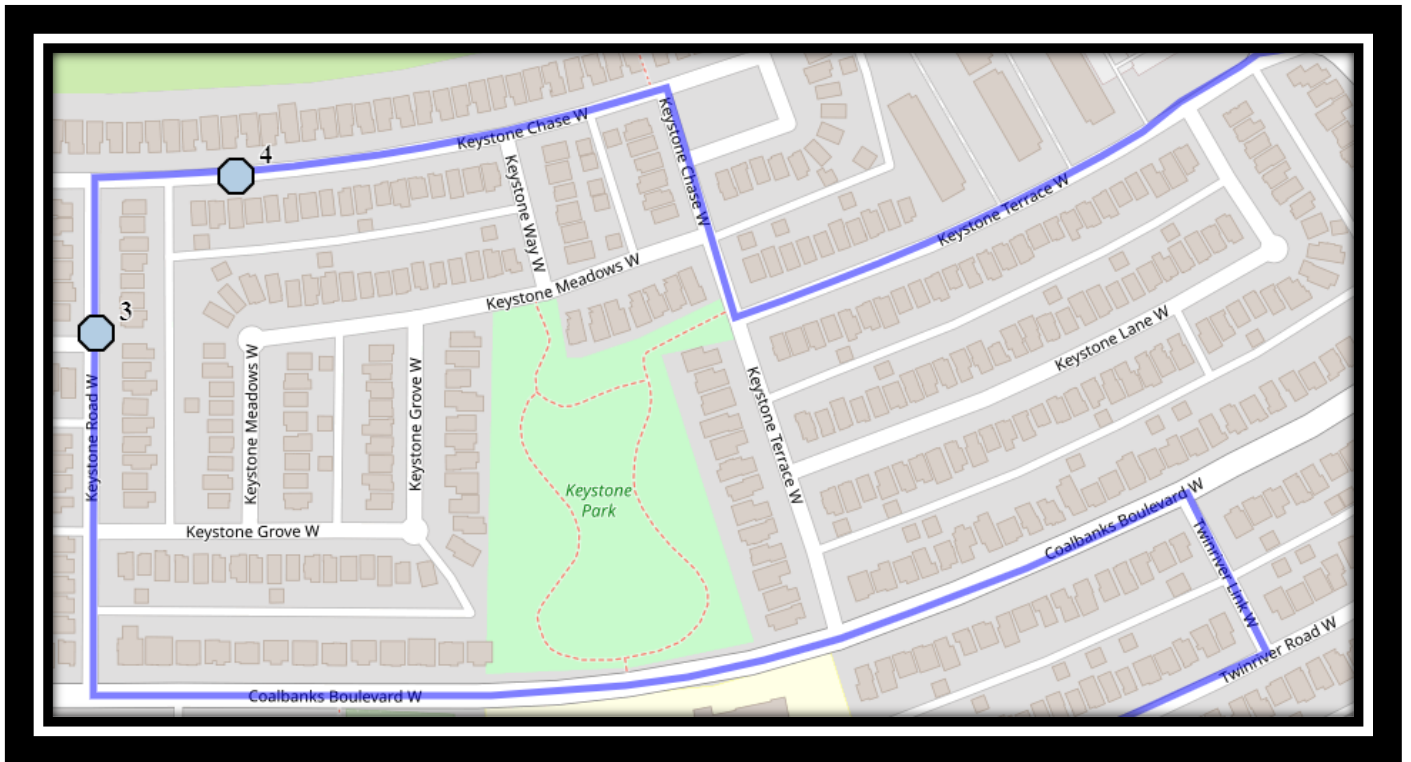 4
Keystone Chase W
Keystone Chase W
Keystone Way W
Keystone Terrace W
Keystone Meadows W
3
Keystone Lane W
Keystone Road W
Keystone Meadows W
Keystone Grove W
Keystone Terrace W
Keystone
Park
Keystone Grove W
Coalbanks Boulevard W
Twinriver Link W
Twinriver Road W
Coalbanks Boulevard W